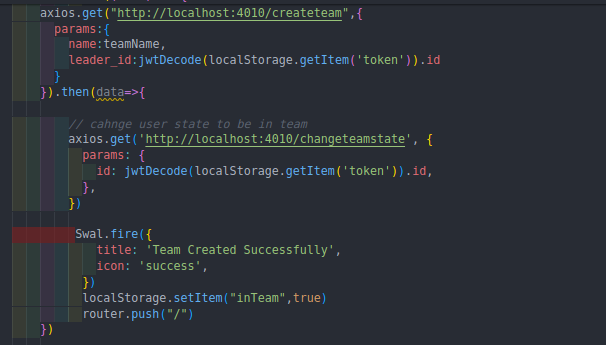 axios.get("http://localhost:4010/createteam",{
params:{
name:teamName,
leader_id:jwtDecode(localStorage.getItem('token')).id
}
}).then(data=>{
// cahnge user state to be in team
axios.get('http://localhost:4010/changeteamstate', {
params: {
id: jwtDecode(localStorage.getItem('token')).id,
},
})
Swal.fire({
title: 'Team Created Successfully',
icon: 'success',
})
localStorage.setItem("inTeam",true)
router.push("/")
})